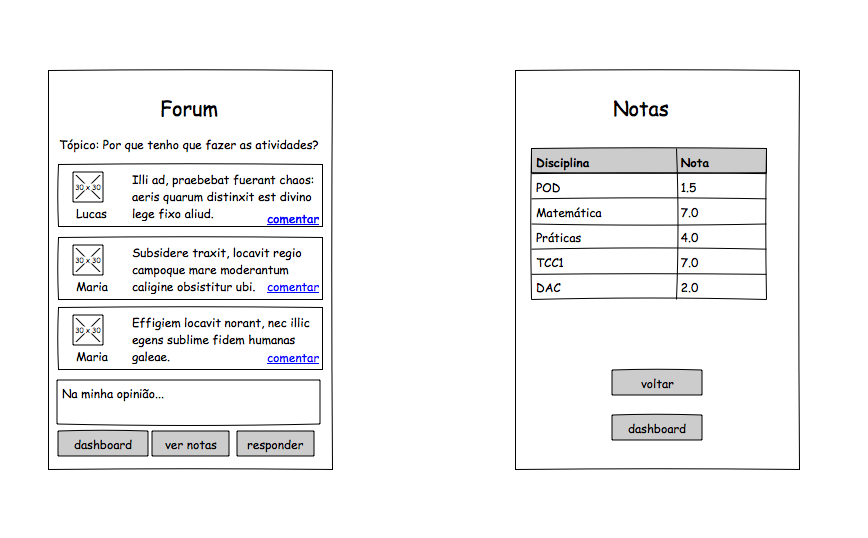 Forum
Tópico: Por que tenho que fazer as atividades?
30 x 30
Lucas
Illi ad, praebebat fuerant chaos:
aeris quarum distinxit est divino
lege fixo aliud.
comentar
30 x 30
Maria
Subsidere traxit, locavit regio
campoque mare moderantum
caligine obsistitur ubi.
comentar
30 x 30
Maria
Effigiem locavit norant, nec illic
egens sublime fidem humanas
galeae.
comentar
Na minha opinião...
dashboard
ver notas
responder
Notas
Disciplina Nota
POD 1.5
Matemática 7.0
Práticas 4.0
TCC1 7.0
DAC 2.0
voltar
dashboard